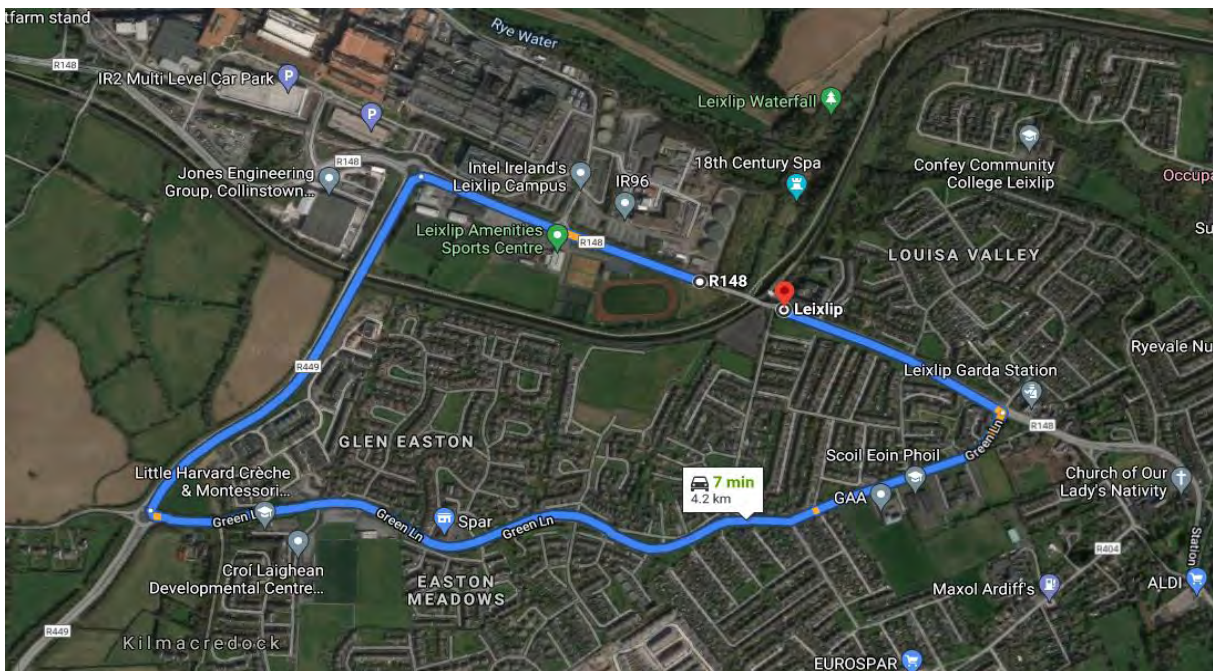 tfarm stand
Rye Water
R148
IR2 Multi Level Car Park
P
P
Leixlip Waterfall
R148
R148
Jones Engineering
Group, Collinstown...
Intel Ireland's
Leixlip Campus
IR96
18th Century Spa
Confey Community
College Leixlip
Occupa
Leixlip Amenities
Sports Centre
R148
R148
Leixlip
LOUISA VALLEY
Su
Ryevale Nu
R449
Leixlip Garda Station
R148
GLEN EASTON
Green Ln
Scoil Eoin Phoil
Little Harvard Crèche
& Montessori...
7 min
4.2 km
GAA
Church of Our
Lady's Nativity
Green L
Green Ln
Spar
Green Ln
Station
R404
Croí Laighean
Developmental Centre...
EASTON
MEADOWS
Maxol Ardiff's
ALDI
R449
Kilmacredock
EUROSPAR